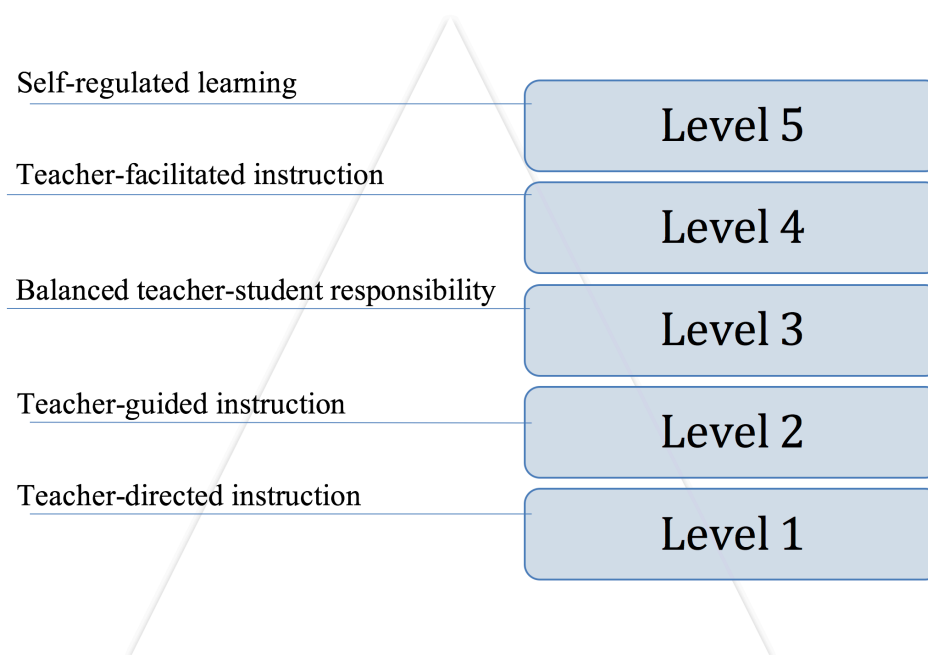 Self-regulated learning
Level 5
Teacher-facilitated instruction
Level 4
Balanced teacher-student responsibility
Level 3
Teacher-guided instruction
Level 2
Teacher-directed instruction
Level 1